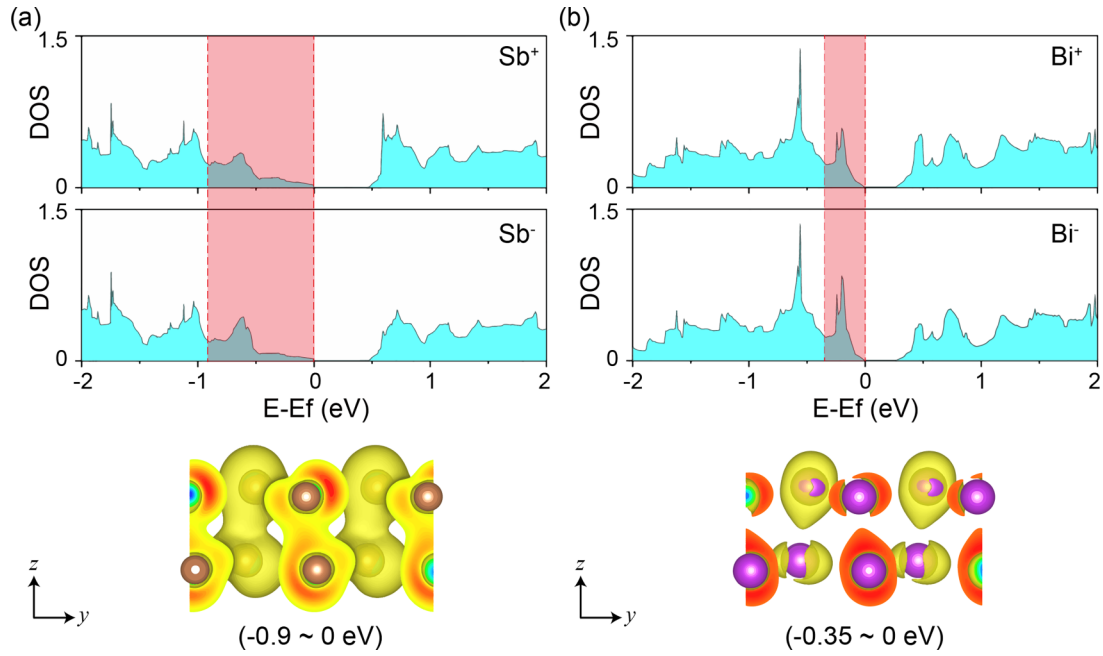 (a)
1.5
DOS
0
Sb+
1.5
DOS
0
Sb-
-2
-1
0
1
2
E-Ef (eV)
z
y
(-0.9 ~ 0 eV)
(b)
1.5
DOS
0
Bi+
1.5
DOS
0
Bi-
-2
-1
0
1
2
E-Ef (eV)
z
y
(-0.35 ~ 0 eV)